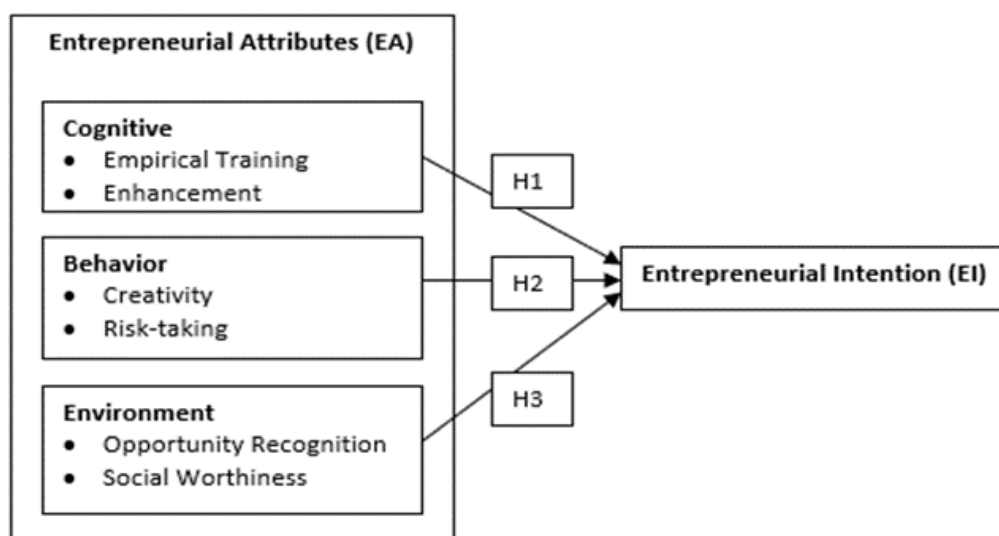 Entrepreneurial Attributes (EA)
Cognitive
• Empirical Training
• Enhancement
H1
Behavior
• Creativity
• Risk-taking
H2
Entrepreneurial Intention (EI)
Environment
• Opportunity Recognition
• Social Worthiness
H3